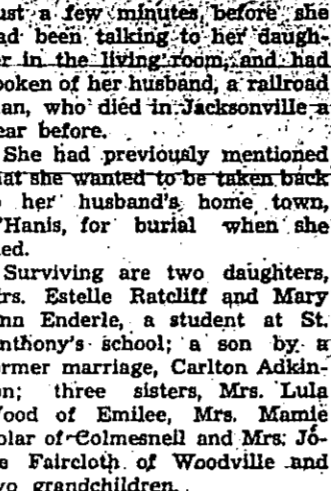 ust a few minutes before she
ad been talking to her daugh-
er in the living room, and had
poken of her husband, a railroad
an, who died in Jacksonville a
ear before.
She had previously mentioned
at she wanted to be taken back
o her husband's home town,
'Hanis, for burial when she
ied.
Surviving are two daughters,
rs. Estelle Ratcliff and Mary
nn Enderle, a student at St.
nthony's school; a son by a
ormer marriage, Carlton Adkin-
on; three sisters, Mrs. Lula
ood of Emilee, Mrs. Mamie
olar of Colmesneil and Mrs. Jo-
s Faircloth of Woodville and
wo grandchildren.